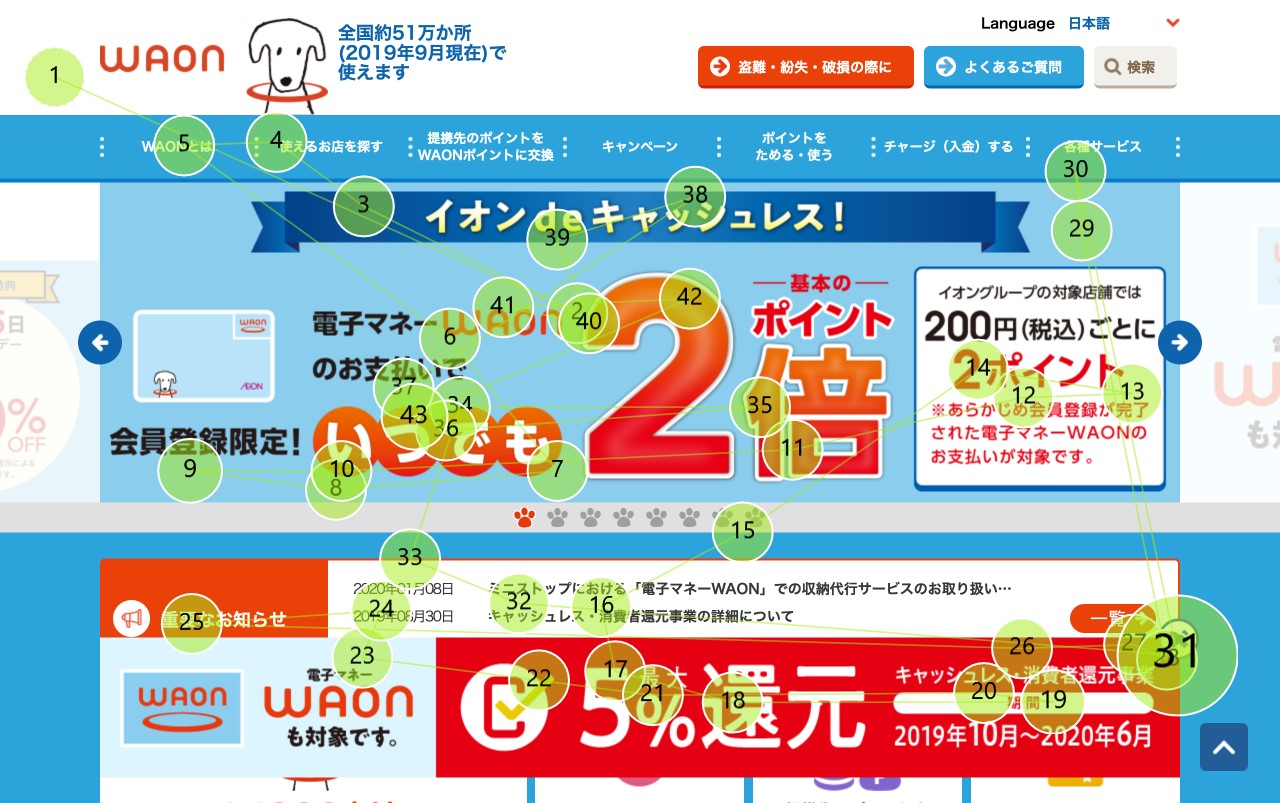 WAON
全国約51万か所
(2019年9月現在)で
使えます
Language 日本語
盗難・紛失・破損の際に
よくあるご質問
検索
WAONとは
使えるお店を探す
提携先のポイントを
WAONポイントに交換
キャンペーン
ポイントを
ためる・使う
チャージ（入金）する
各種サービス
イオン de キャッシュレス！
電子マネーWAON
のお支払いで
会員登録限定！
いつでも
2
基本の
ポイント
倍
WAON
AEON
イオングループの対象店舗では
200円(税込)ごとに
2ポイント
※あらかじめ会員登録が完了
された電子マネーWAONの
お支払いが対象です。
OFF
重要なお知らせ
2020年01月08日 ミニストップにおける「電子マネーWAON」での収納代行サービスのお取り扱い…
2019年08月30日 キャッシュレス・消費者還元事業の詳細について
一覧
WAON
電子マネー
WAON
も対象です。
最大
5%還元
キャッシュレス・消費者還元事業
期間
2019年10月～2020年6月
1
2
3
4
5
6
7
8
9
10
11
12
13
14
15
16
17
18
19
20
21
22
23
24
25
26
27
29
30
31
32
33
34
35
36
37
38
39
40
41
42
43